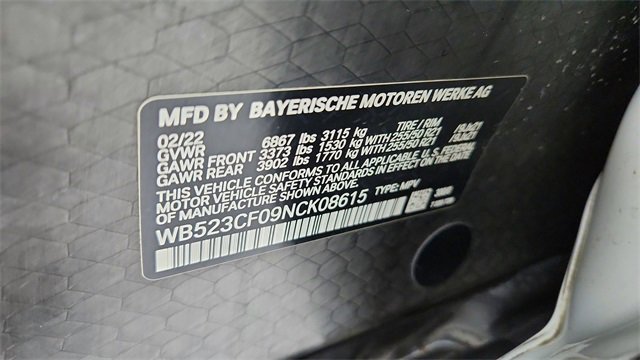 MFD BY BAYERISCHE MOTOREN WERKE AG
02/22 TIRE / RIM
GVWR 6867 lbs 3115 kg
GAWR FRONT 3373 lbs 1530 kg WITH 255/50 R21
GAWR REAR 3902 lbs 1770 kg WITH 255/50 R21
THIS VEHICLE CONFORMS TO ALL APPLICABLE U.S. FEDERAL
MOTOR VEHICLE SAFETY STANDARDS IN EFFECT ON THE DATE
OF MANUFACTURE SHOWN ABOVE.
WB523CF09NCK08615 TYPE: MPV